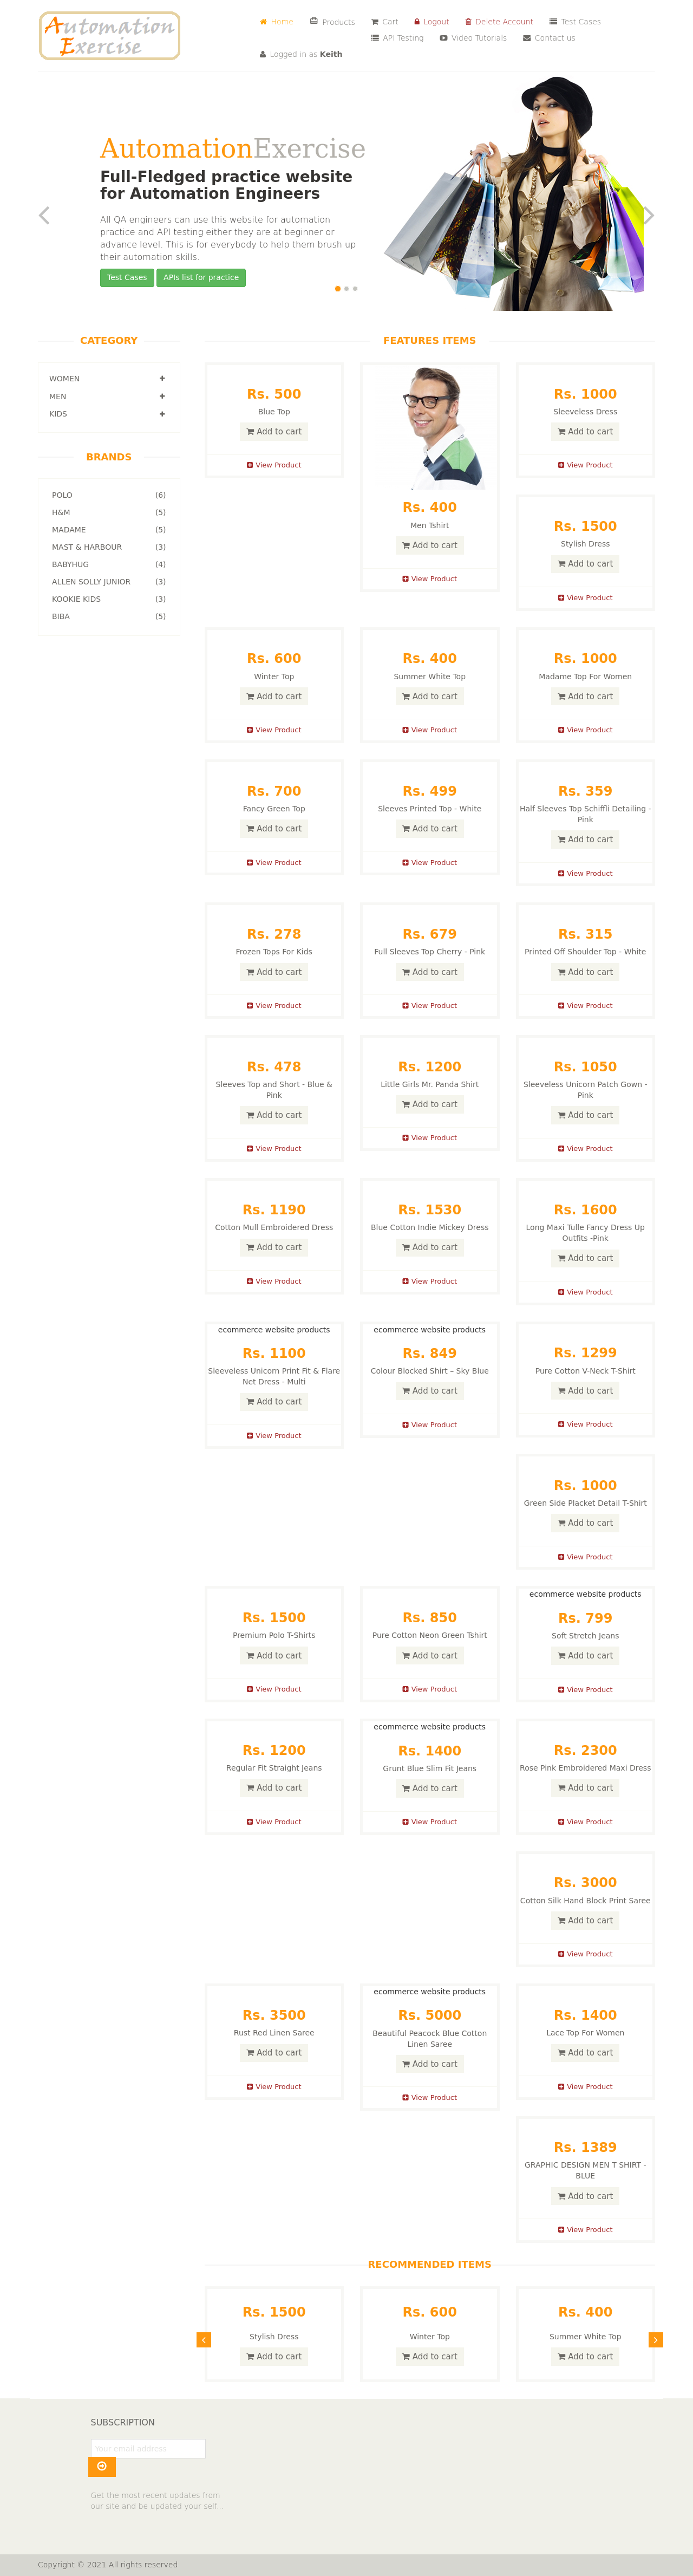 Automation
Exercise
Home
Products
Cart
Logout
Delete Account
Test Cases
API Testing
Video Tutorials
Contact us
Logged in as Keith
AutomationExercise
Full-Fledged practice website
for Automation Engineers
All QA engineers can use this website for automation
practice and API testing either they are at beginner or
advance level. This is for everybody to help them brush up
their automation skills.
Test Cases
APIs list for practice
CATEGORY
WOMEN
MEN
KIDS
BRANDS
POLO (6)
H&M (5)
MADAME (5)
MAST & HARBOUR (3)
BABYHUG (4)
ALLEN SOLLY JUNIOR (3)
KOOKIE KIDS (3)
BIBA (5)
FEATURES ITEMS
Rs. 500
Blue Top
Add to cart
View Product
Rs. 400
Men Tshirt
Add to cart
View Product
Rs. 1000
Sleeveless Dress
Add to cart
View Product
Rs. 1500
Stylish Dress
Add to cart
View Product
Rs. 600
Winter Top
Add to cart
View Product
Rs. 400
Summer White Top
Add to cart
View Product
Rs. 1000
Madame Top For Women
Add to cart
View Product
Rs. 700
Fancy Green Top
Add to cart
View Product
Rs. 499
Sleeves Printed Top - White
Add to cart
View Product
Rs. 359
Half Sleeves Top Schiffli Detailing -
Pink
Add to cart
View Product
Rs. 278
Frozen Tops For Kids
Add to cart
View Product
Rs. 679
Full Sleeves Top Cherry - Pink
Add to cart
View Product
Rs. 315
Printed Off Shoulder Top - White
Add to cart
View Product
Rs. 478
Sleeves Top and Short - Blue &
Pink
Add to cart
View Product
Rs. 1200
Little Girls Mr. Panda Shirt
Add to cart
View Product
Rs. 1050
Sleeveless Unicorn Patch Gown -
Pink
Add to cart
View Product
Rs. 1190
Cotton Mull Embroidered Dress
Add to cart
View Product
Rs. 1530
Blue Cotton Indie Mickey Dress
Add to cart
View Product
Rs. 1600
Long Maxi Tulle Fancy Dress Up
Outfits -Pink
Add to cart
View Product
ecommerce website products
Rs. 1100
Sleeveless Unicorn Print Fit & Flare
Net Dress - Multi
Add to cart
View Product
ecommerce website products
Rs. 849
Colour Blocked Shirt – Sky Blue
Add to cart
View Product
Rs. 1299
Pure Cotton V-Neck T-Shirt
Add to cart
View Product
Rs. 1000
Green Side Placket Detail T-Shirt
Add to cart
View Product
Rs. 1500
Premium Polo T-Shirts
Add to cart
View Product
Rs. 850
Pure Cotton Neon Green Tshirt
Add to cart
View Product
ecommerce website products
Rs. 799
Soft Stretch Jeans
Add to cart
View Product
Rs. 1200
Regular Fit Straight Jeans
Add to cart
View Product
ecommerce website products
Rs. 1400
Grunt Blue Slim Fit Jeans
Add to cart
View Product
Rs. 2300
Rose Pink Embroidered Maxi Dress
Add to cart
View Product
Rs. 3000
Cotton Silk Hand Block Print Saree
Add to cart
View Product
Rs. 3500
Rust Red Linen Saree
Add to cart
View Product
ecommerce website products
Rs. 5000
Beautiful Peacock Blue Cotton
Linen Saree
Add to cart
View Product
Rs. 1400
Lace Top For Women
Add to cart
View Product
Rs. 1389
GRAPHIC DESIGN MEN T SHIRT -
BLUE
Add to cart
View Product
RECOMMENDED ITEMS
Rs. 1500
Stylish Dress
Add to cart
Rs. 600
Winter Top
Add to cart
Rs. 400
Summer White Top
Add to cart
SUBSCRIPTION
Your email address
Get the most recent updates from
our site and be updated your self...
Copyright © 2021 All rights reserved